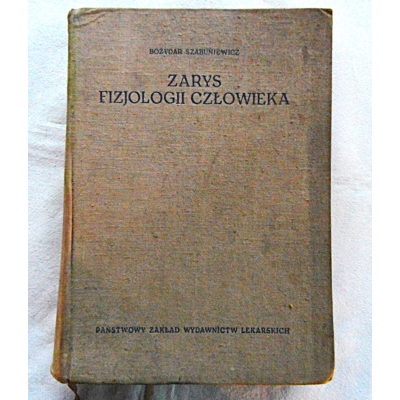 BOŻYDAR SZABUNIEWICZ
ZARYS
FIZJOLOGII CZŁOWIEKA
PAŃSTWOWY ZAKŁAD WYDAWNICTW LEKARSKICH